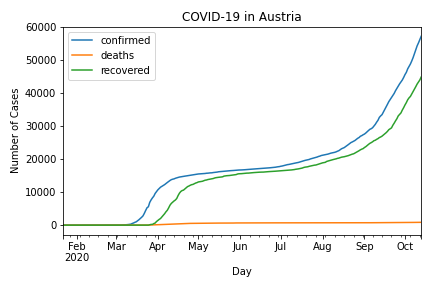 COVID-19 in Austria
confirmed
deaths
recovered
Number of Cases
60000
50000
40000
30000
20000
10000
0
Feb Mar Apr May Jun Jul Aug Sep Oct
2020
Day